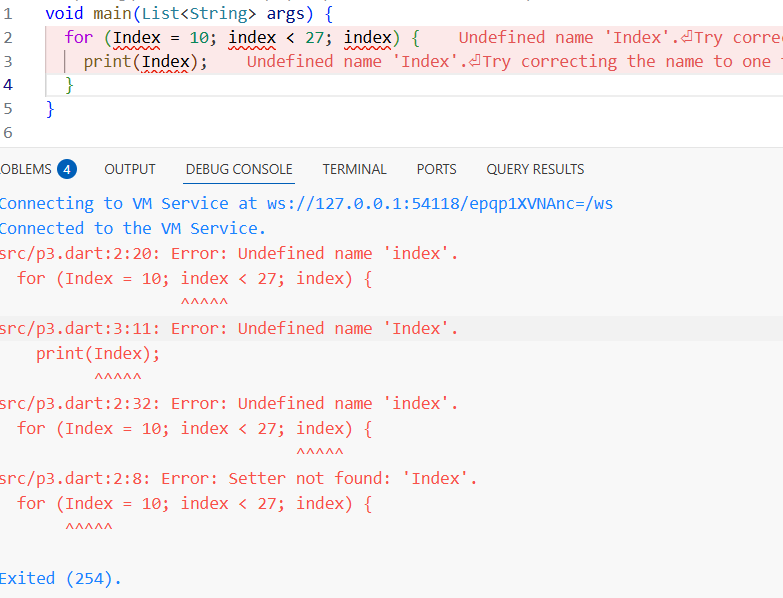 1 void main(List<String> args) {
2 for (Index = 10; index < 27; index) { Undefined name 'Index'.⏎Try corre
3 print(Index); Undefined name 'Index'.⏎Try correcting the name to one
4 }
5 }
6
OBLEMS 4 OUTPUT DEBUG CONSOLE TERMINAL PORTS QUERY RESULTS
Connecting to VM Service at ws://127.0.0.1:54118/epqp1XVNAnc=/ws
Connected to the VM Service.
src/p3.dart:2:20: Error: Undefined name 'index'.
for (Index = 10; index < 27; index) {
^^^^^
src/p3.dart:3:11: Error: Undefined name 'Index'.
print(Index);
^^^^^
src/p3.dart:2:32: Error: Undefined name 'index'.
for (Index = 10; index < 27; index) {
^^^^^
src/p3.dart:2:8: Error: Setter not found: 'Index'.
for (Index = 10; index < 27; index) {
^^^^^
Exited (254).